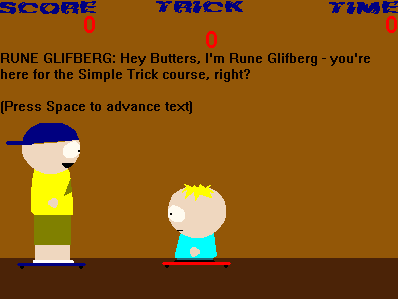 SCORE TRICK TIME
0 0 0
RUNE GLIFBERG: Hey Butters, I'm Rune Glifberg - you're
here for the Simple Trick course, right?
(Press Space to advance text)